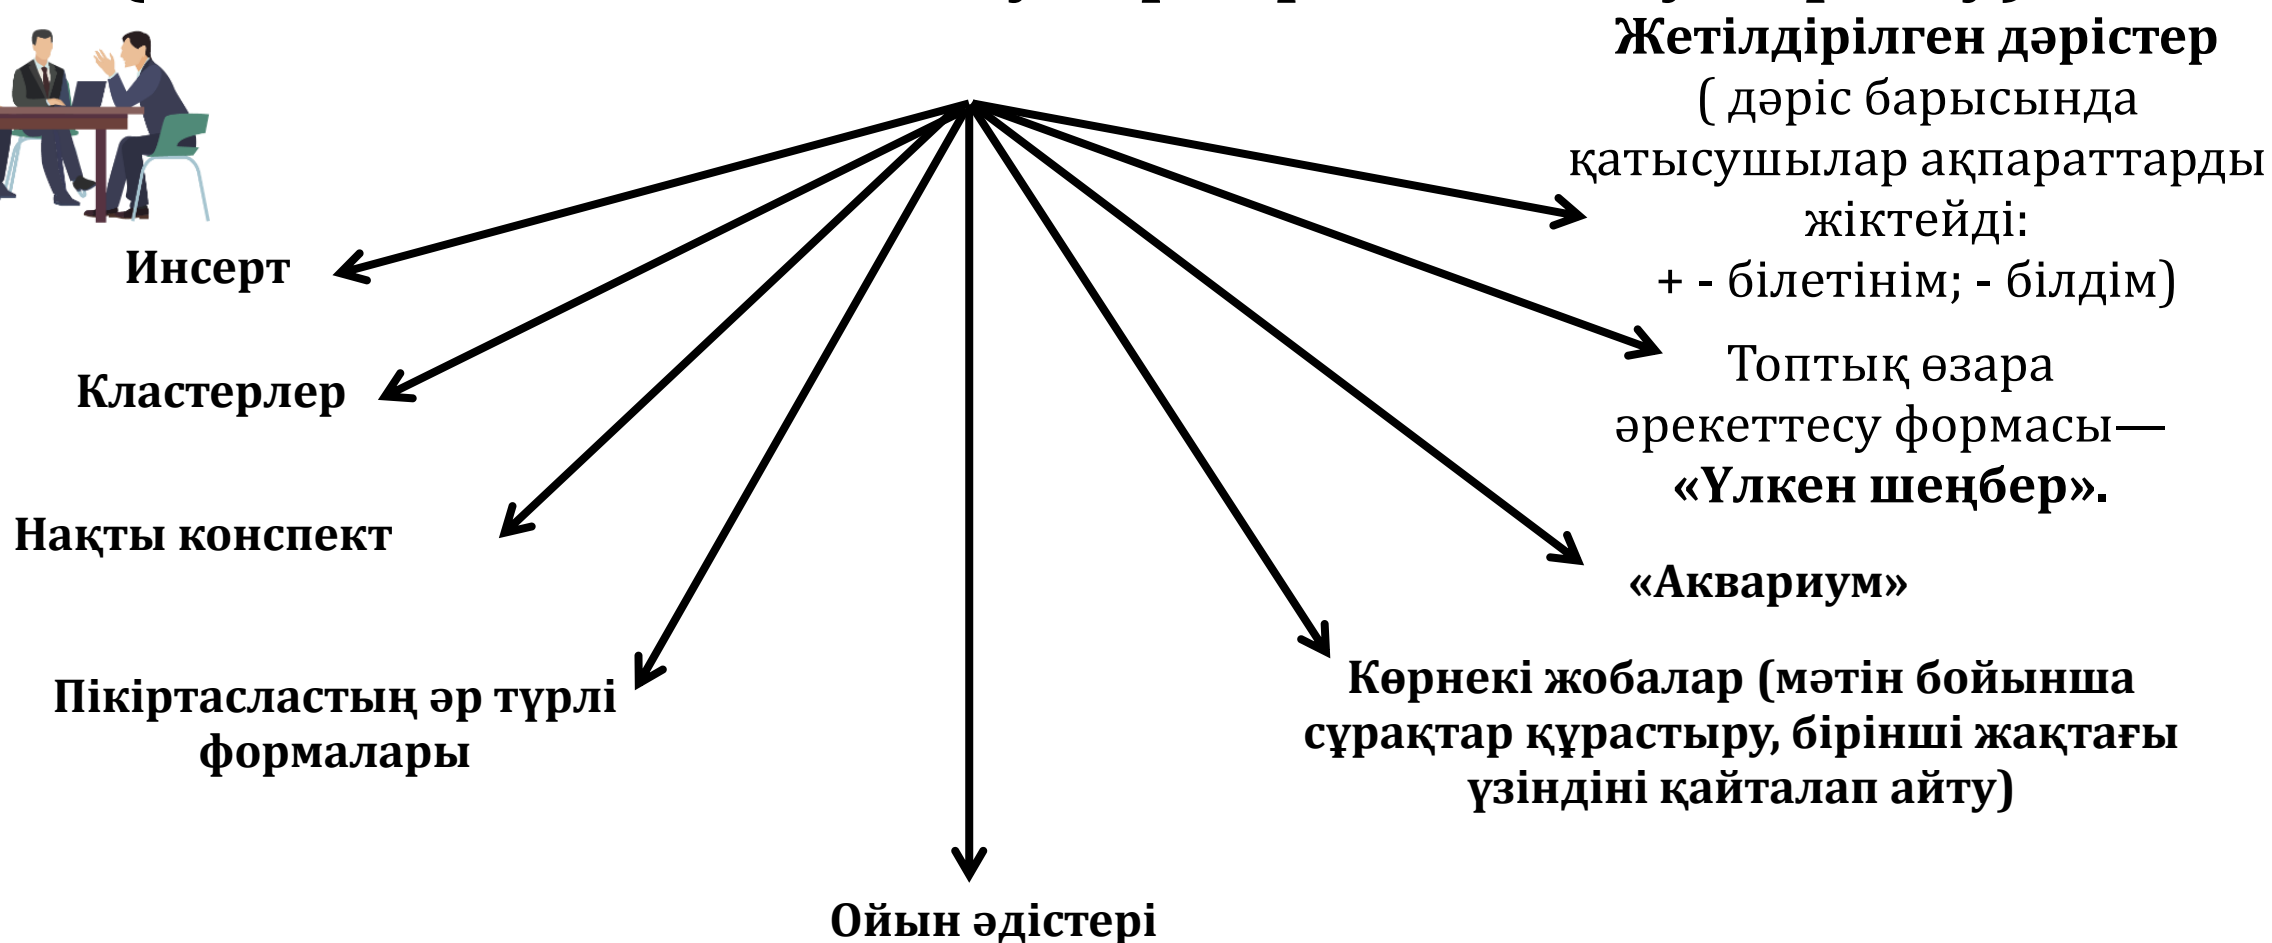 Жетілдірілген дәрістер
( дәріс барысында
қатысушылар ақпараттарды
жіктейді:
+ - білетінім; - білдім)
Инсерт
Топтық өзара
әрекеттесу формасы—
«Үлкен шеңбер».
Кластерлер
Нақты конспект
«Аквариум»
Пікіртасластың әр түрлі
формалары
Көрнекі жобалар (мәтін бойынша
сұрақтар құрастыру, бірінші жақтағы
үзіндіні қайталап айту)
Ойын әдістері